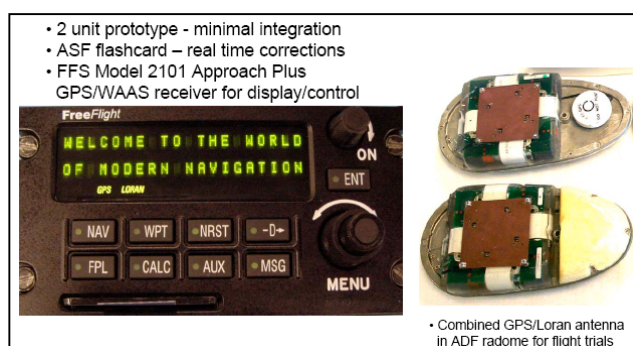 • 2 unit prototype - minimal integration
• ASF flashcard – real time corrections
• FFS Model 2101 Approach Plus
GPS/WAAS receiver for display/control
FreeFlight
WELCOME TO THE WORLD
OF MODERN NAVIGATION
GPS LORAN
ON
ENT
NAV WPT NRST -D→
FPL CALC AUX MSG
MENU
• Combined GPS/Loran antenna
in ADF radome for flight trials